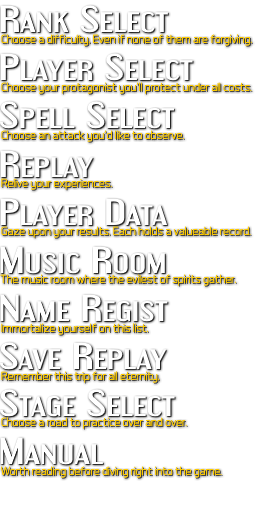 Rank Select
Choose a difficulty. Even if none of them are forgiving.
Player Select
Choose your protagonist you'll protect under all costs.
Spell Select
Choose an attack you'd like to observe.
Replay
Relive your experiences.
Player Data
Gaze upon your results. Each holds a valueable record.
Music Room
The music room where the evilest of spirits gather.
Name Regist
Immortalize yourself on this list.
Save Replay
Remember this trip for all eternity.
Stage Select
Choose a road to practice over and over.
Manual
Worth reading before diving right into the game.